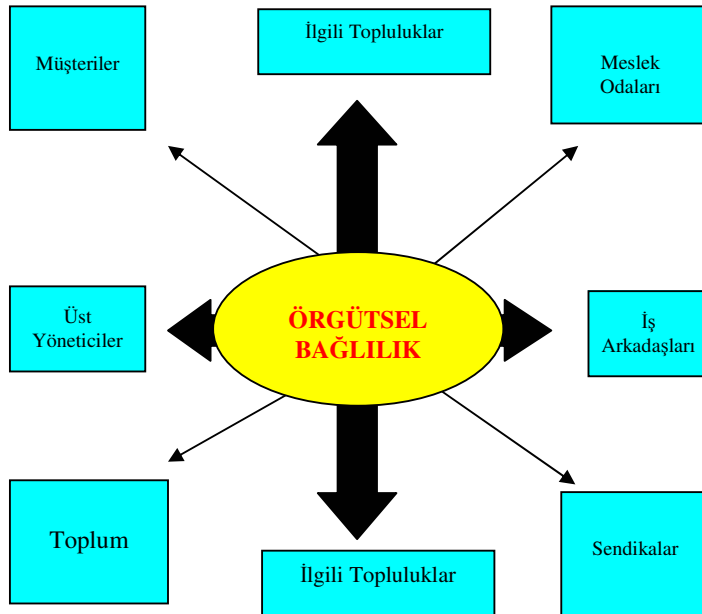 İlgili Topluluklar
Müşteriler
Meslek
Odaları
Üst
Yöneticiler
ÖRGÜTSEL
BAĞLILIK
İş
Arkadaşları
Toplum
İlgili Topluluklar
Sendikalar